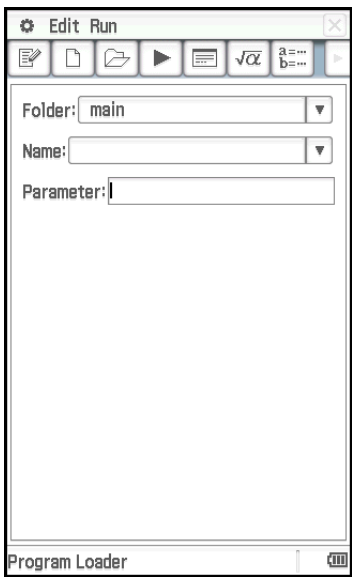 Edit Run
√α a=… b=…
Folder: main
Name:
Parameter:
Program Loader